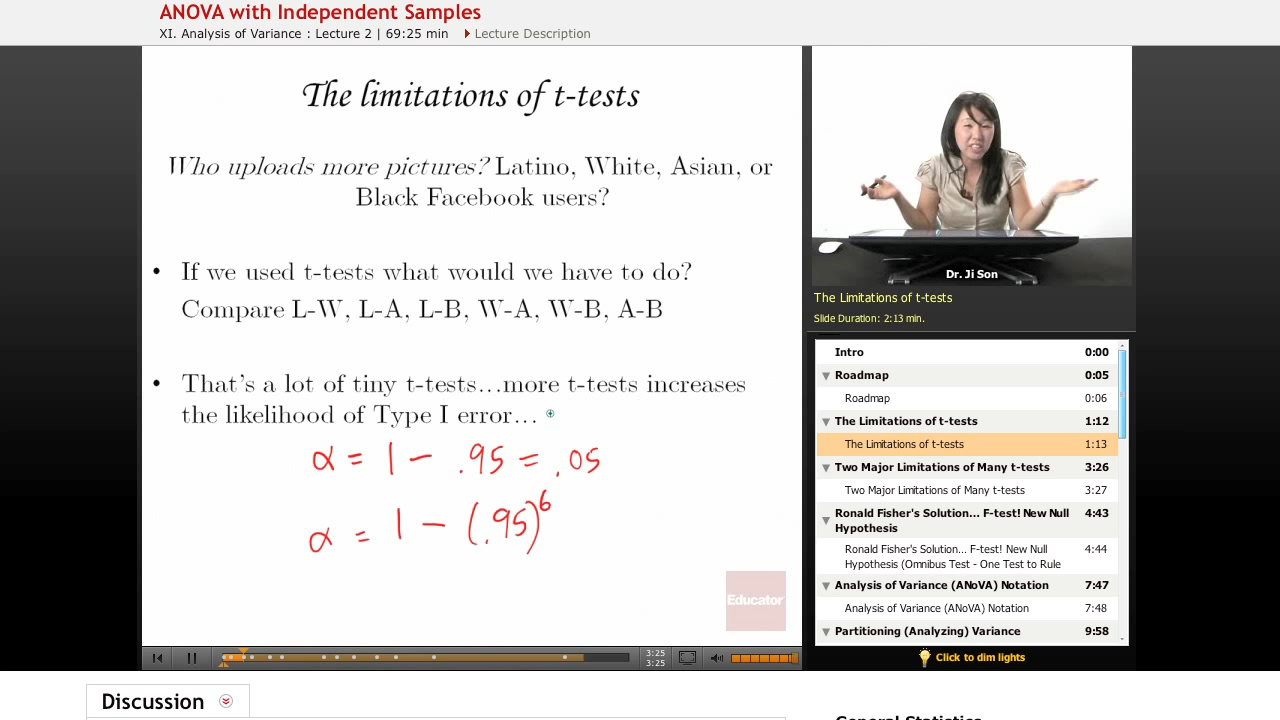 ANOVA with Independent Samples
XI. Analysis of Variance : Lecture 2 | 69:25 min Lecture Description
The limitations of t-tests
Who uploads more pictures? Latino, White, Asian, or
Black Facebook users?
• If we used t-tests what would we have to do?
Compare L-W, L-A, L-B, W-A, W-B, A-B
• That's a lot of tiny t-tests…more t-tests increases
the likelihood of Type I error…
α = 1 - .95 = .05
α = 1 - (.95)^6
Educator
3:25
3:25
Dr. Ji Son
The Limitations of t-tests
Slide Duration: 2:13 min.
Intro 0:00
Roadmap 0:05
Roadmap 0:06
The Limitations of t-tests 1:12
The Limitations of t-tests 1:13
Two Major Limitations of Many t-tests 3:26
Two Major Limitations of Many t-tests 3:27
Ronald Fisher's Solution... F-test! New Null 4:43
Hypothesis
Ronald Fisher's Solution... F-test! New Null 4:44
Hypothesis (Omnibus Test - One Test to Rule
Analysis of Variance (ANoVA) Notation 7:47
Analysis of Variance (ANoVA) Notation 7:48
Partitioning (Analyzing) Variance 9:58
Click to dim lights
Discussion
General Statistics